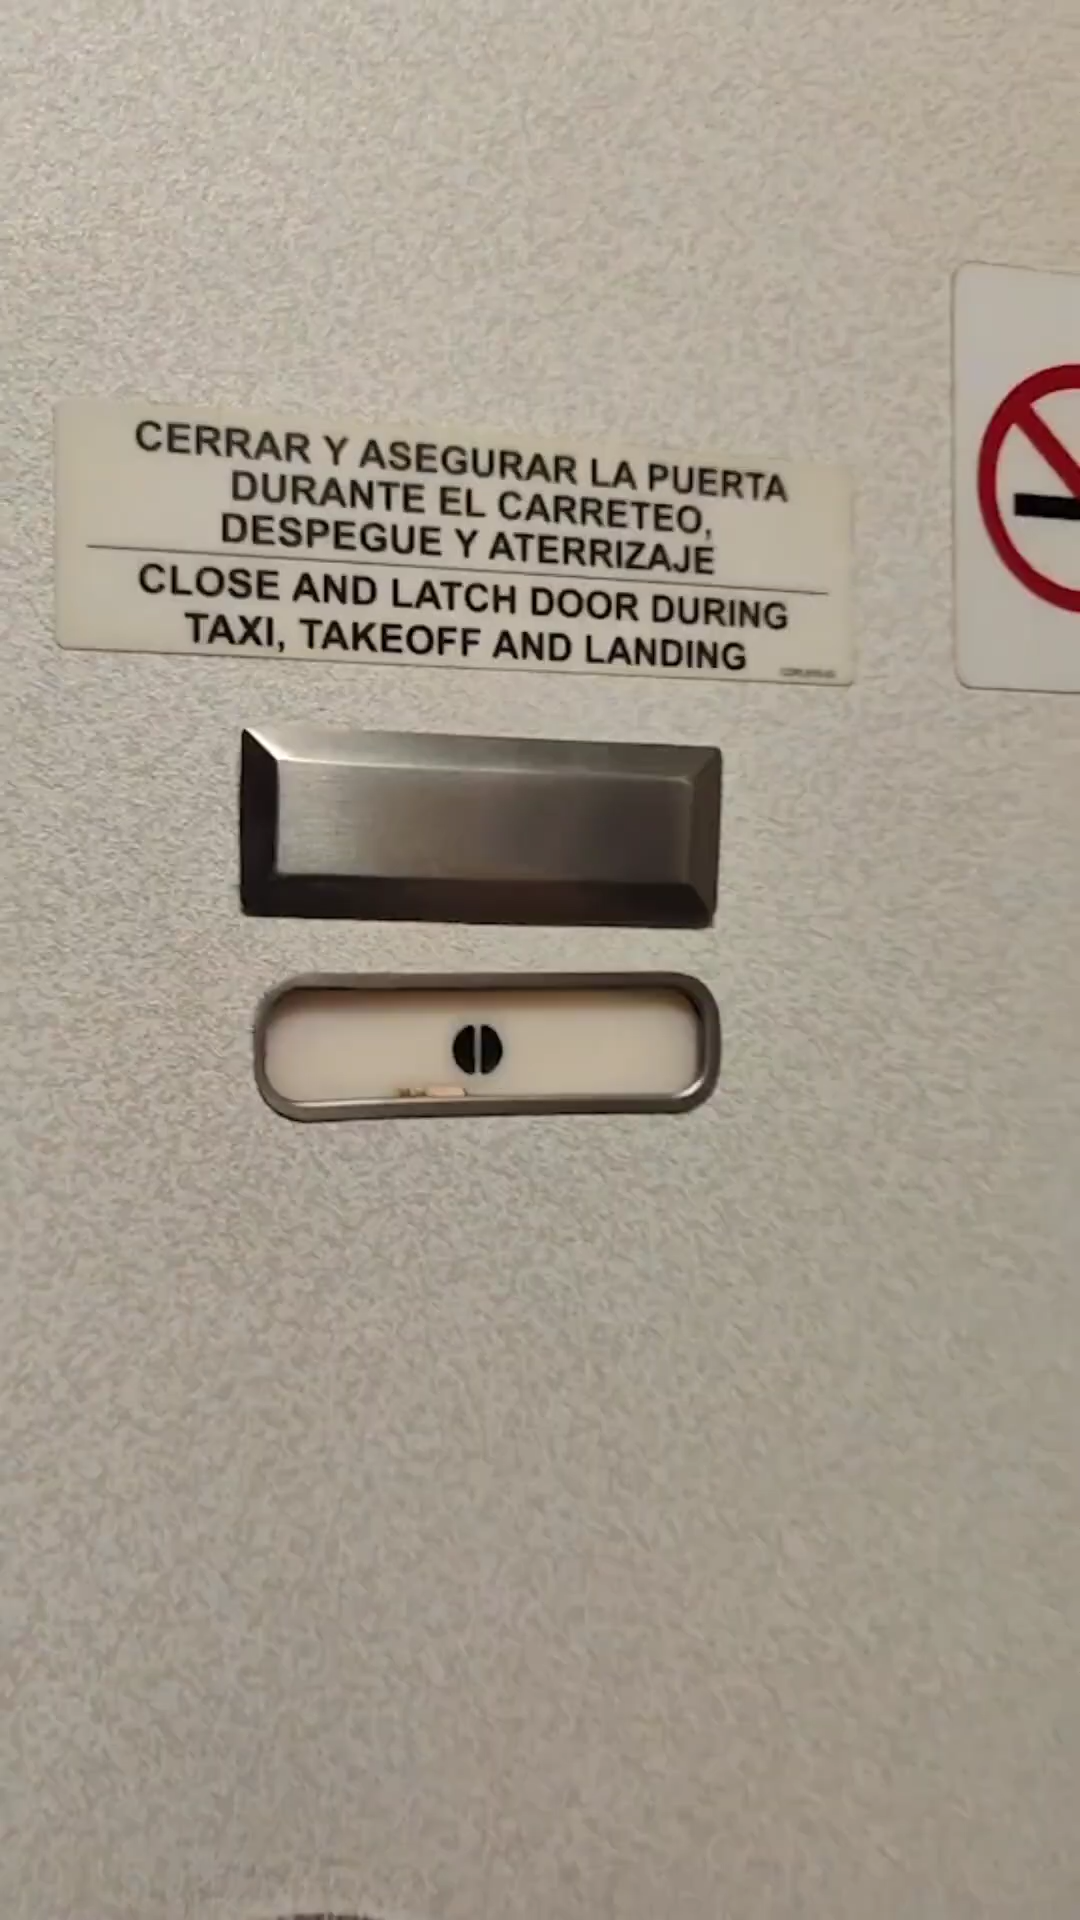 CERRAR Y ASEGURAR LA PUERTA
DURANTE EL CARRETEO,
DESPEGUE Y ATERRIZAJE
CLOSE AND LATCH DOOR DURING
TAXI, TAKEOFF AND LANDING